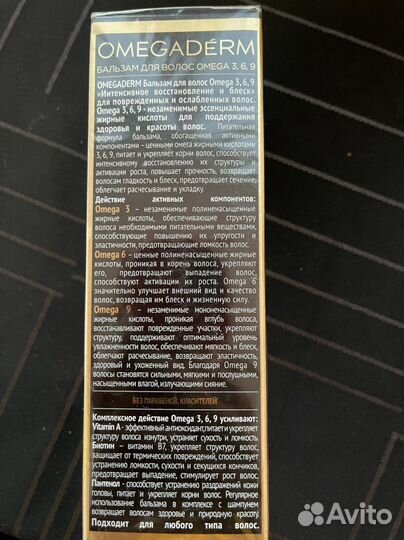 OMEGADERM
БАЛЬЗАМ ДЛЯ ВОЛОС OMEGA 3, 6, 9
OMEGADERM Бальзам для волос Omega 3, 6, 9
«Интенсивное восстановление и блеск»
для поврежденных и ослабленных волос.
Omega 3, 6, 9 - незаменимые эссенциальные
жирные кислоты для поддержания
здоровья и красоты волос. Питательная
формула бальзама, обогащенная активными
компонентами – ценными омега жирными кислотами
3, 6, 9, питает и укрепляет корни волос, способствует
интенсивному восстановлению их структуры и
активации роста, повышает прочность, возвращает
волосам гладкость и блеск, предотвращает сечение,
облегчает расчесывание и укладку.
Действие активных компонентов:
Omega 3 – незаменимые полиненасыщенные
жирные кислоты, обеспечивающие структуру
волоса необходимыми питательными веществами,
способствующие повышению их упругости и
эластичности, предотвращающие ломкость волос.
Omega 6 – ценные полиненасыщенные жирные
кислоты, проникая в корень волоса, укрепляют
его, предотвращают выпадение волос,
способствуют активации их роста. Omega 6
значительно улучшает внешний вид и качество
волос, возвращая им блеск и жизненную силу.
Omega 9 – незаменимые мононенасыщенные
жирные кислоты, проникая вглубь волоса,
восстанавливают поврежденные участки, укрепляют
структуру, поддерживают оптимальный уровень
увлажненности волос, обеспечивают мягкость и блеск,
облегчают расчесывание, возвращают эластичность,
здоровый и ухоженный вид. Благодаря Omega 9
волосы становятся сильными, мягкими и послушными,
насыщенными влагой, излучающими сияние.
БЕЗ ПАРАБЕНОВ, КРАСИТЕЛЕЙ
Комплексное действие Omega 3, 6, 9 усиливают:
Vitamin A - эффективный антиоксидант, питает и укрепляет
структуру волоса изнутри, устраняет сухость и ломкость.
Биотин – витамин B7, укрепляет структуру волос,
защищает от термического повреждения, способствует
устранению ломкости, сухости и секущихся кончиков,
предотвращает выпадение, стимулирует рост волос.
Пантенол - способствует устранению раздражений кожи
головы, питает и укрепляет корни волос. Регулярное
использование бальзама в комплексе с шампунем
возвращает волосам здоровье и природную красоту.
Подходит для любого типа волос.
Avito